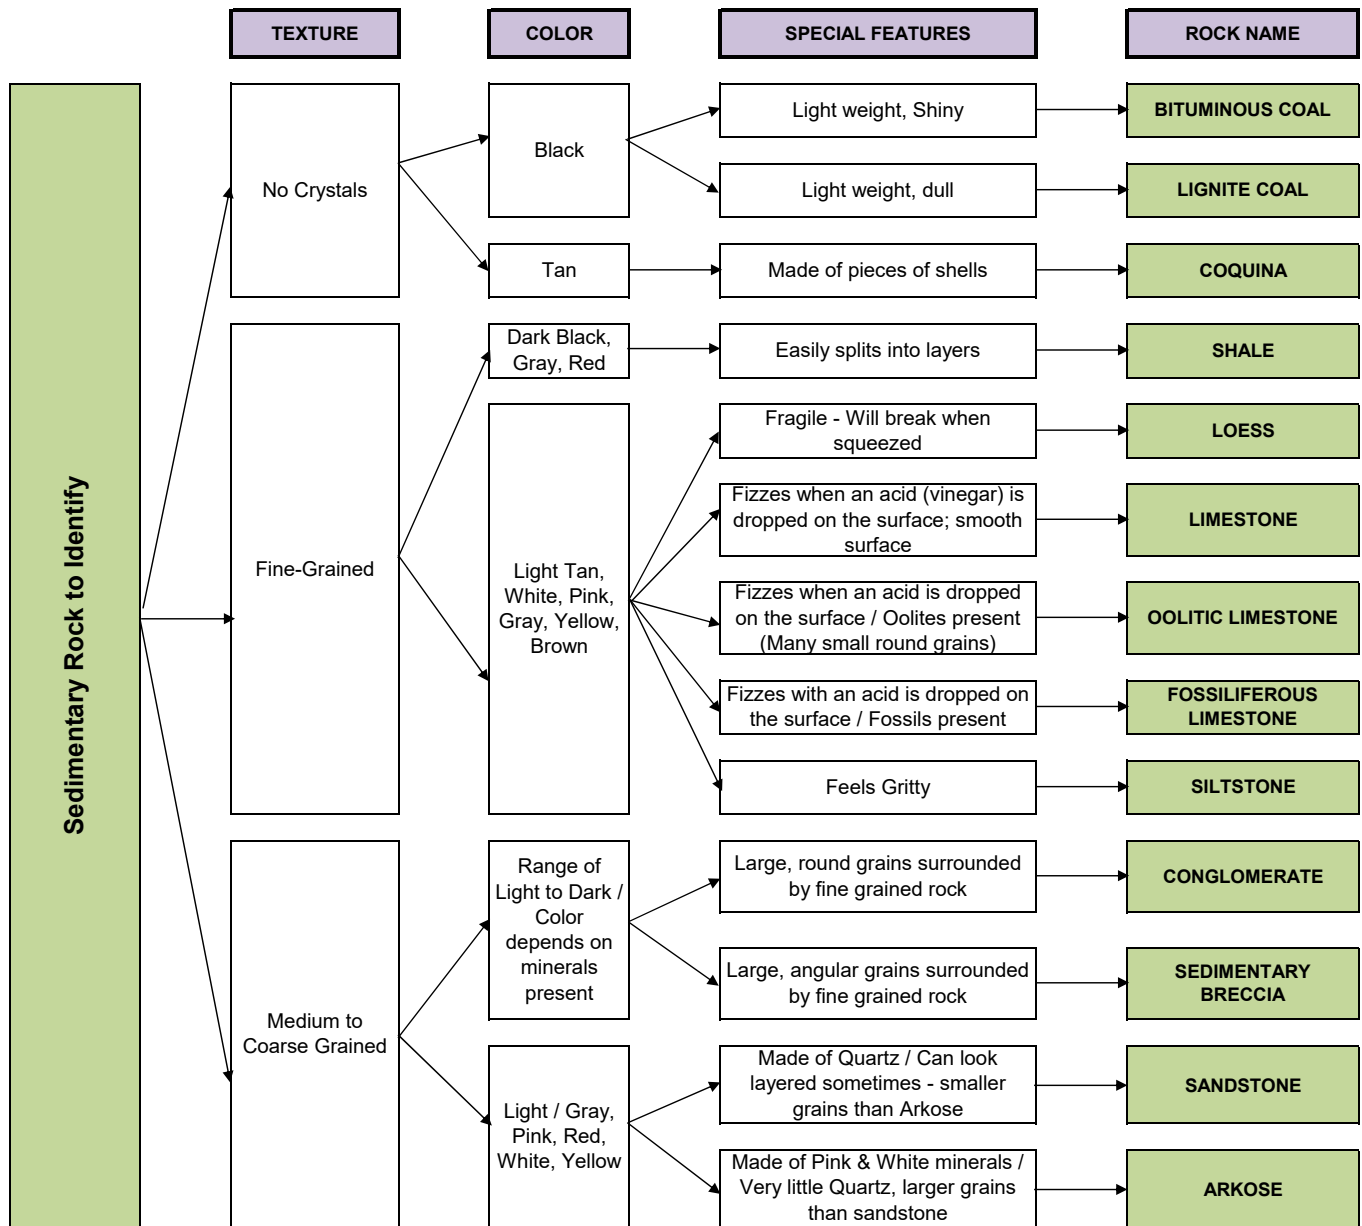 TEXTURE
COLOR
SPECIAL FEATURES
ROCK NAME
Sedimentary Rock to Identify
No Crystals
Black
Light weight, Shiny
BITUMINOUS COAL
Light weight, dull
LIGNITE COAL
Tan
Made of pieces of shells
COQUINA
Fine-Grained
Dark Black,
Gray, Red
Easily splits into layers
SHALE
Light Tan,
White, Pink,
Gray, Yellow,
Brown
Fragile - Will break when
squeezed
LOESS
Fizzes when an acid (vinegar) is
dropped on the surface; smooth
surface
LIMESTONE
Fizzes when an acid is dropped
on the surface / Oolites present
(Many small round grains)
OOLITIC LIMESTONE
Fizzes with an acid is dropped on
the surface / Fossils present
FOSSILIFEROUS
LIMESTONE
Feels Gritty
SILTSTONE
Medium to
Coarse Grained
Range of
Light to Dark /
Color
depends on
minerals
present
Large, round grains surrounded
by fine grained rock
CONGLOMERATE
Large, angular grains surrounded
by fine grained rock
SEDIMENTARY
BRECCIA
Light / Gray,
Pink, Red,
White, Yellow
Made of Quartz / Can look
layered sometimes - smaller
grains than Arkose
SANDSTONE
Made of Pink & White minerals /
Very little Quartz, larger grains
than sandstone
ARKOSE